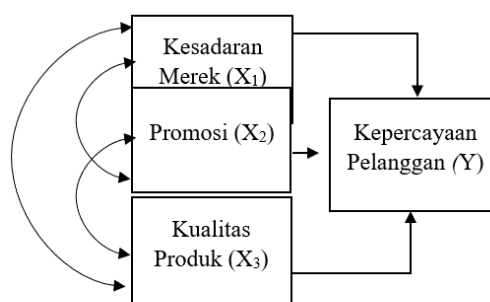 Kesadaran
Merek (X₁)
Promosi (X₂)
Kualitas
Produk (X₃)
Kepercayaan
Pelanggan (Y)